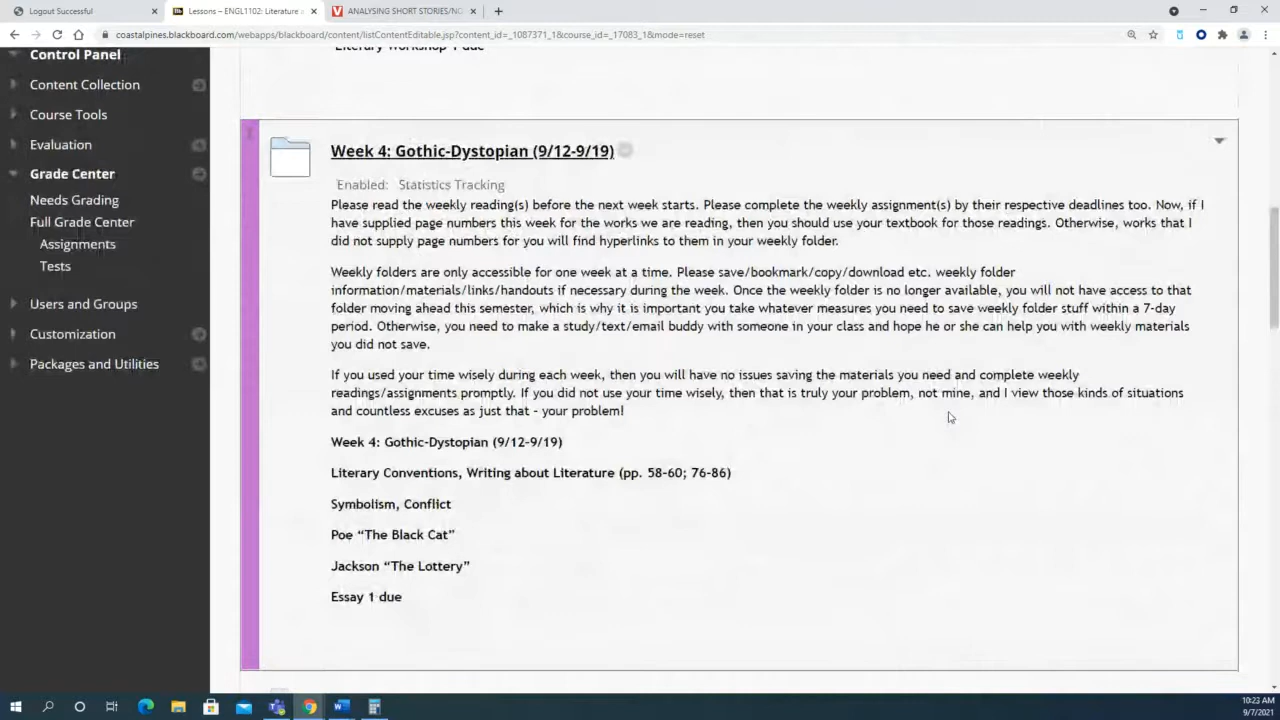 Logout Successful
Lessons – ENGL1102: Literature
ANALYSING SHORT STORIES/NO
coastalpines.blackboard.com/webapps/blackboard/content/listContentEditable.jsp?content_id=_1087371_1&course_id=_17083_1&mode=reset
Control Panel
Content Collection
Course Tools
Evaluation
Grade Center
Needs Grading
Full Grade Center
Assignments
Tests
Users and Groups
Customization
Packages and Utilities
Literary Workshop 1 due
Week 4: Gothic-Dystopian (9/12-9/19)
Enabled: Statistics Tracking
Please read the weekly reading(s) before the next week starts. Please complete the weekly assignment(s) by their respective deadlines too. Now, if I
have supplied page numbers this week for the works we are reading, then you should use your textbook for those readings. Otherwise, works that I
did not supply page numbers for you will find hyperlinks to them in your weekly folder.
Weekly folders are only accessible for one week at a time. Please save/bookmark/copy/download etc. weekly folder
information/materials/links/handouts if necessary during the week. Once the weekly folder is no longer available, you will not have access to that
folder moving ahead this semester, which is why it is important you take whatever measures you need to save weekly folder stuff within a 7-day
period. Otherwise, you need to make a study/text/email buddy with someone in your class and hope he or she can help you with weekly materials
you did not save.
If you used your time wisely during each week, then you will have no issues saving the materials you need and complete weekly
readings/assignments promptly. If you did not use your time wisely, then that is truly your problem, not mine, and I view those kinds of situations
and countless excuses as just that - your problem!
Week 4: Gothic-Dystopian (9/12-9/19)
Literary Conventions, Writing about Literature (pp. 58-60; 76-86)
Symbolism, Conflict
Poe “The Black Cat”
Jackson “The Lottery”
Essay 1 due
10:23 AM
9/7/2021